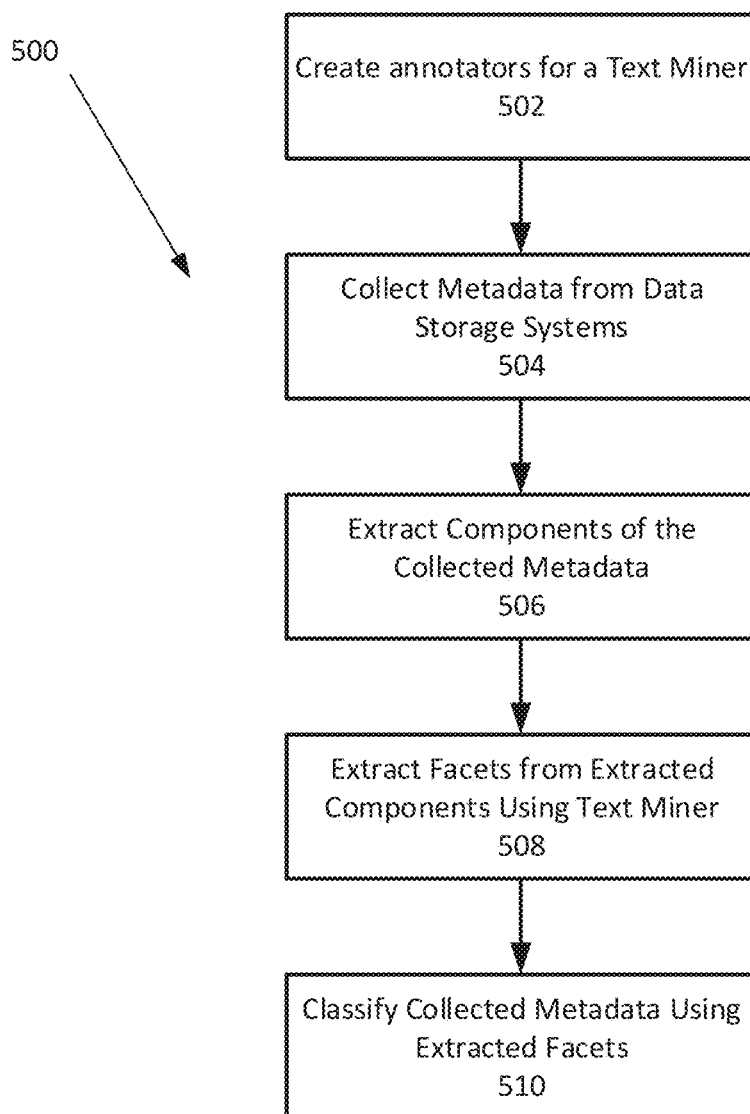 500
Create annotators for a Text Miner
502
Collect Metadata from Data
Storage Systems
504
Extract Components of the
Collected Metadata
506
Extract Facets from Extracted
Components Using Text Miner
508
Classify Collected Metadata Using
Extracted Facets
510